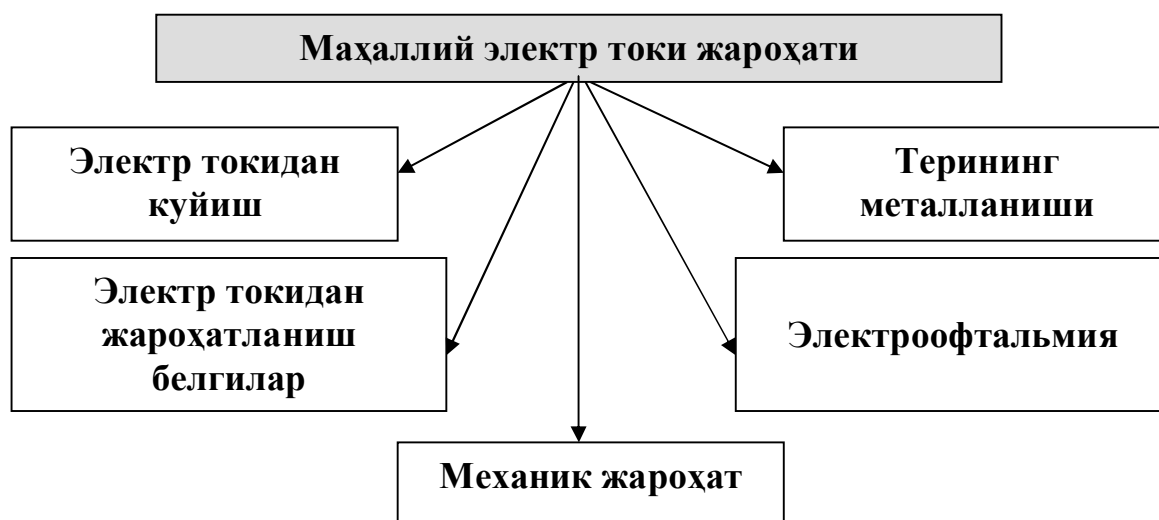 Маҳаллий электр токи жароҳати
Электр токидан
куйиш
Терининг
металланиши
Электр токидан
жароҳатланиш
белгилар
Электроофтальмия
Механик жароҳат